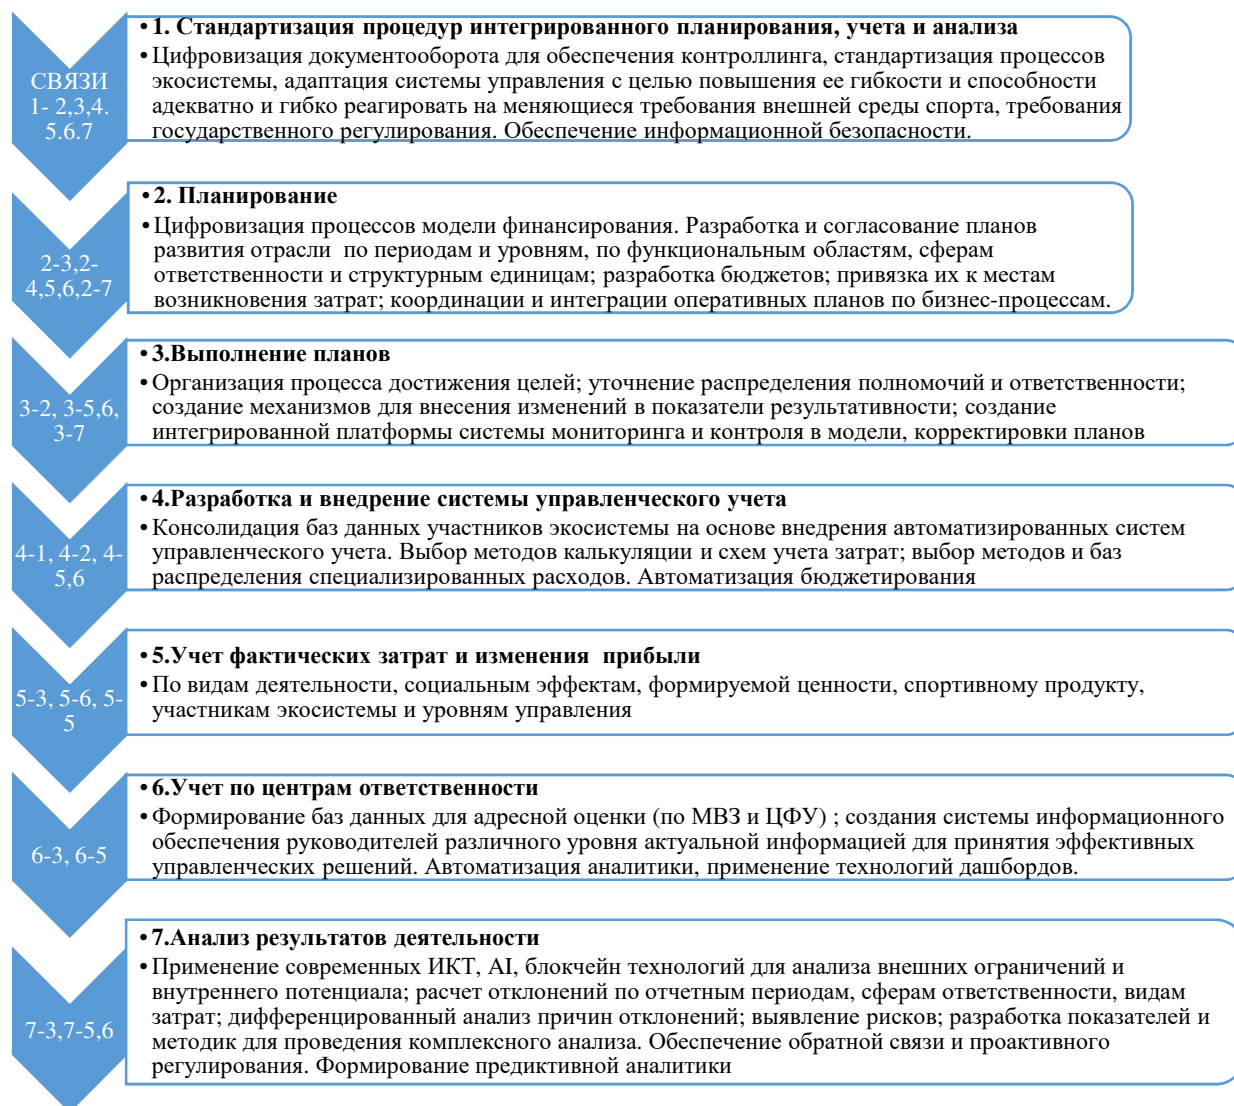 СВЯЗИ
1- 2,3,4.
5.6.7
•1. Стандартизация процедур интегрированного планирования, учета и анализа
•Цифровизация документооборота для обеспечения контроллинга, стандартизация процессов
экосистемы, адаптация системы управления с целью повышения ее гибкости и способности
адекватно и гибко реагировать на меняющиеся требования внешней среды спорта, требования
государственного регулирования. Обеспечение информационной безопасности.
2-3,2-
4,5,6,2-7
•2. Планирование
•Цифровизация процессов модели финансирования. Разработка и согласование планов
развития отрасли по периодам и уровням, по функциональным областям, сферам
ответственности и структурным единицам; разработка бюджетов; привязка их к местам
возникновения затрат; координации и интеграции оперативных планов по бизнес-процессам.
3-2, 3-5,6,
3-7
•3.Выполнение планов
•Организация процесса достижения целей; уточнение распределения полномочий и ответственности;
создание механизмов для внесения изменений в показатели результативности; создание
интегрированной платформы системы мониторинга и контроля в модели, корректировки планов
4-1, 4-2, 4-
5,6
•4.Разработка и внедрение системы управленческого учета
•Консолидация баз данных участников экосистемы на основе внедрения автоматизированных систем
управленческого учета. Выбор методов калькуляции и схем учета затрат; выбор методов и баз
распределения специализированных расходов. Автоматизация бюджетирования
5-3, 5-6, 5-
5
•5.Учет фактических затрат и изменения прибыли
•По видам деятельности, социальным эффектам, формируемой ценности, спортивному продукту,
участникам экосистемы и уровням управления
6-3, 6-5
•6.Учет по центрам ответственности
•Формирование баз данных для адресной оценки (по МВЗ и ЦФУ) ; создания системы информационного
обеспечения руководителей различного уровня актуальной информацией для принятия эффективных
управленческих решений. Автоматизация аналитики, применение технологий дашбордов.
7-3,7-5,6
•7.Анализ результатов деятельности
•Применение современных ИКТ, AI, блокчейн технологий для анализа внешних ограничений и
внутреннего потенциала; расчет отклонений по отчетным периодам, сферам ответственности, видам
затрат; дифференцированный анализ причин отклонений; выявление рисков; разработка показателей и
методик для проведения комплексного анализа. Обеспечение обратной связи и проактивного
регулирования. Формирование предиктивной аналитики